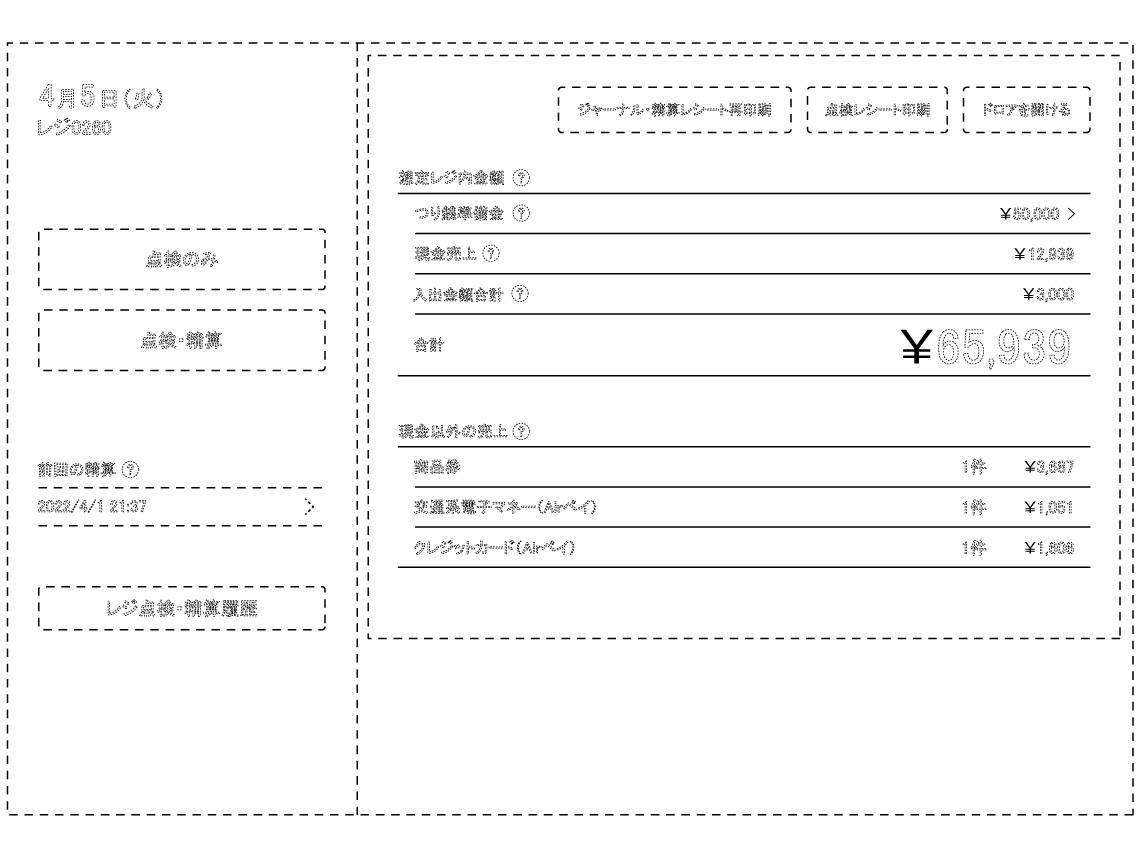 4月5日(火)
レジ0260
点検のみ
点検・精算
前回の精算 ?
2022/4/1 21:37 >
レジ点検・精算履歴
ジャーナル・精算レシート再印刷 点検レシート印刷 ドロアを開ける
想定レジ内金額 ?
つり銭準備金 ? ¥50,000 >
現金売上 ? ¥12,939
入出金額合計 ? ¥3,000
合計 ¥65,939
現金以外の売上 ?
商品券 1件 ¥3,687
交通系電子マネー(Airペイ) 1件 ¥1,051
クレジットカード(Airペイ) 1件 ¥1,606